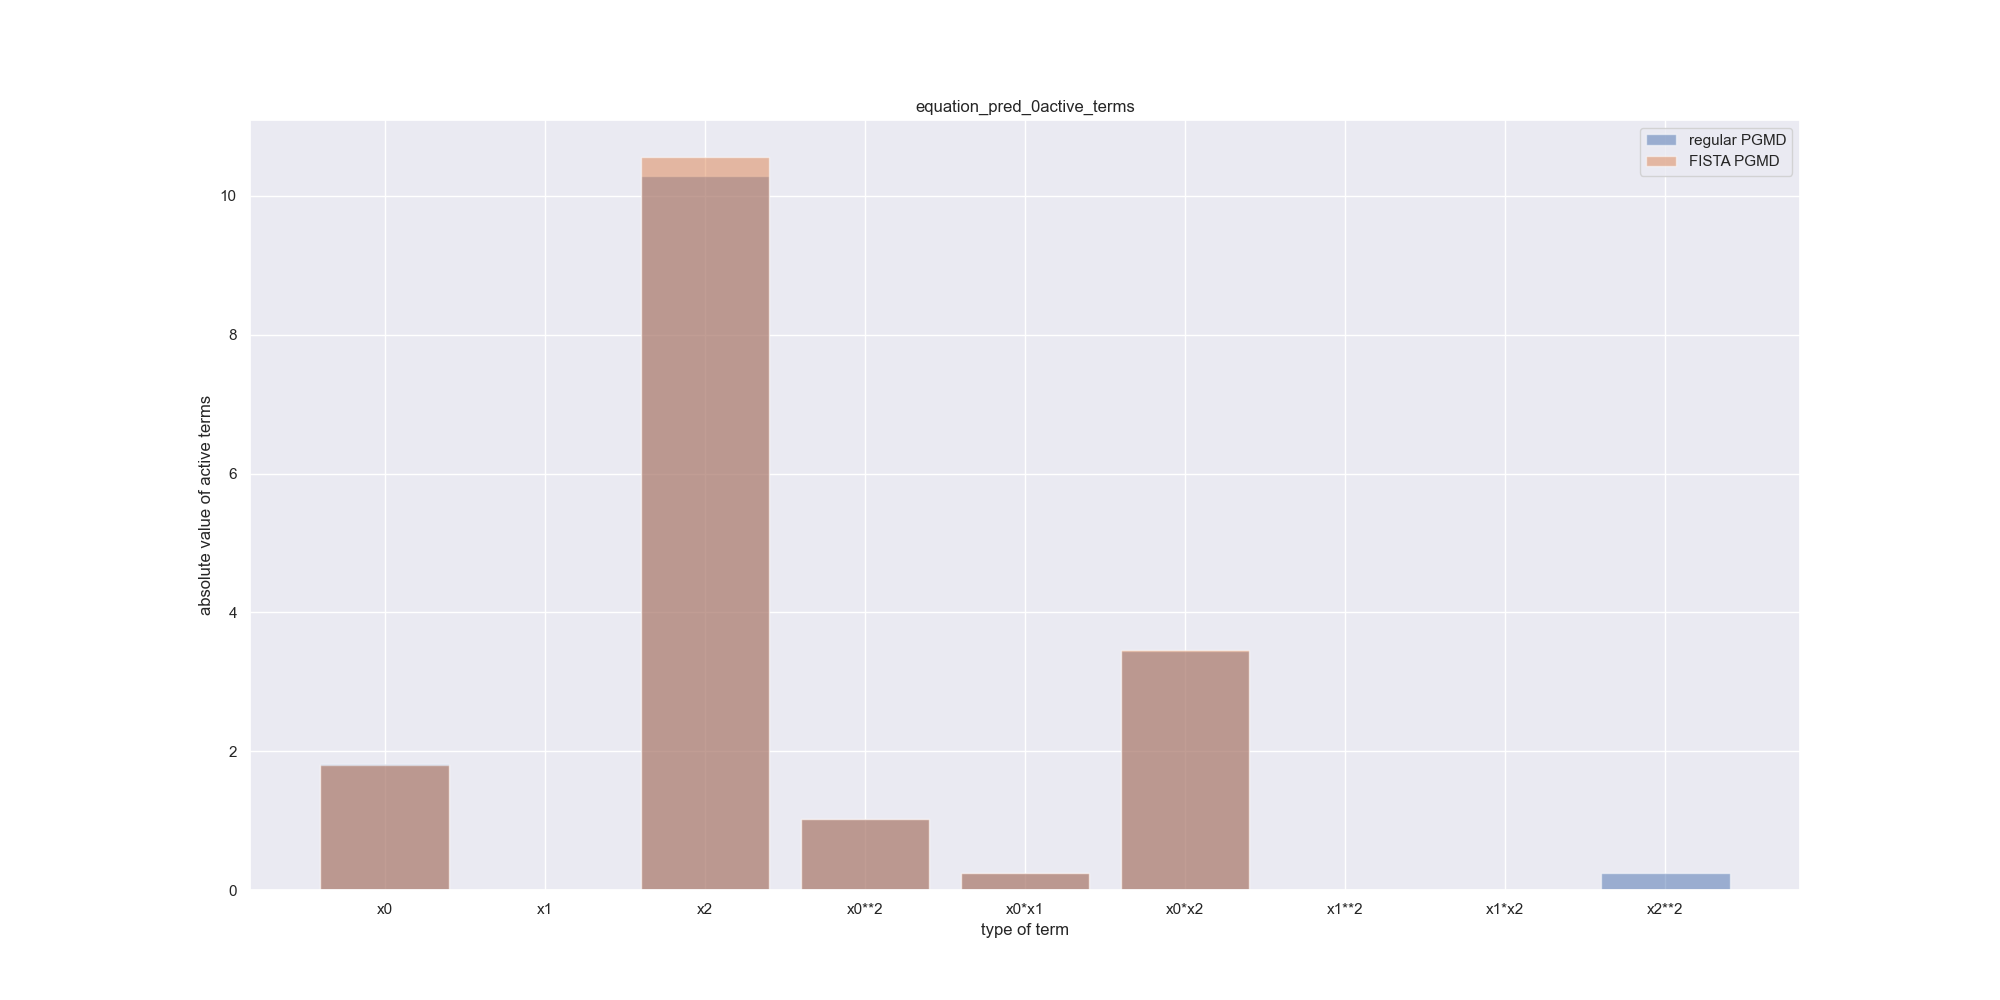 equation_pred_0active_terms
regular PGMD
FISTA PGMD
absolute value of active terms
10
8
6
4
2
0
x0 x1 x2 x0**2 x0*x1 x0*x2 x1**2 x1*x2 x2**2
type of term